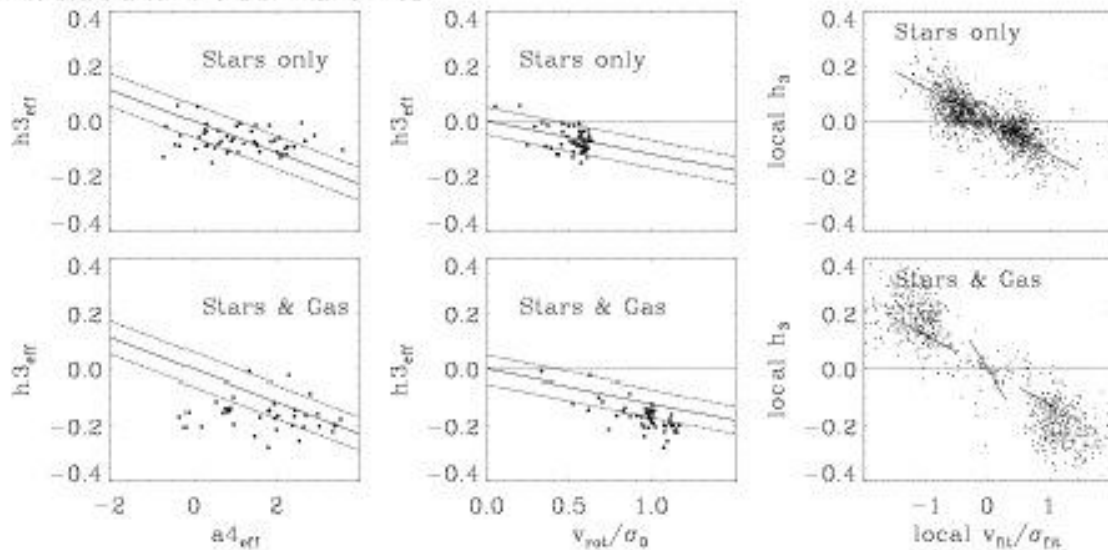 0.4 0.4 0.4
Stars only Stars only Stars only
0.2 0.2 0.2
h3eff h3eff local h3
0.0 0.0 0.0
−0.2 −0.2 −0.2
−0.4 −0.4 −0.4
0.4 0.4 0.4
Stars & Gas Stars & Gas Stars & Gas
0.2 0.2 0.2
h3eff h3eff local h3
0.0 0.0 0.0
−0.2 −0.2 −0.2
−0.4 −0.4 −0.4
−2 0 2 0.0 0.5 1.0 −1 0 1
a4eff vrot/σ0 local vfit/σfit